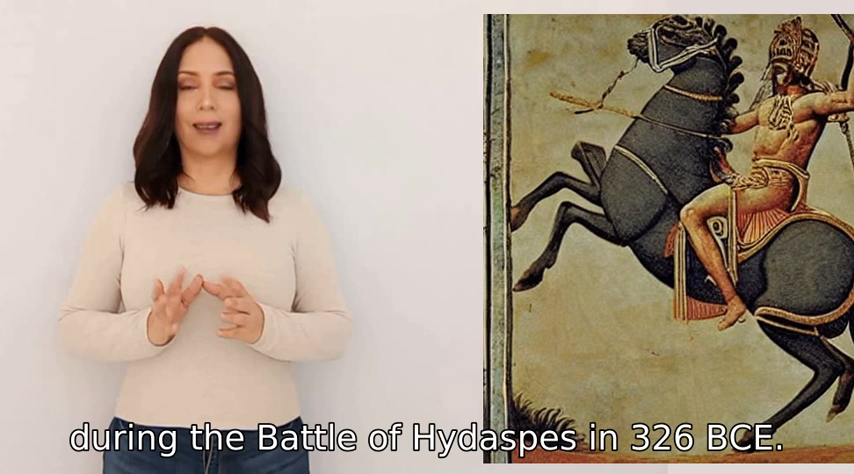 during the Battle of Hydaspes in 326 BCE.